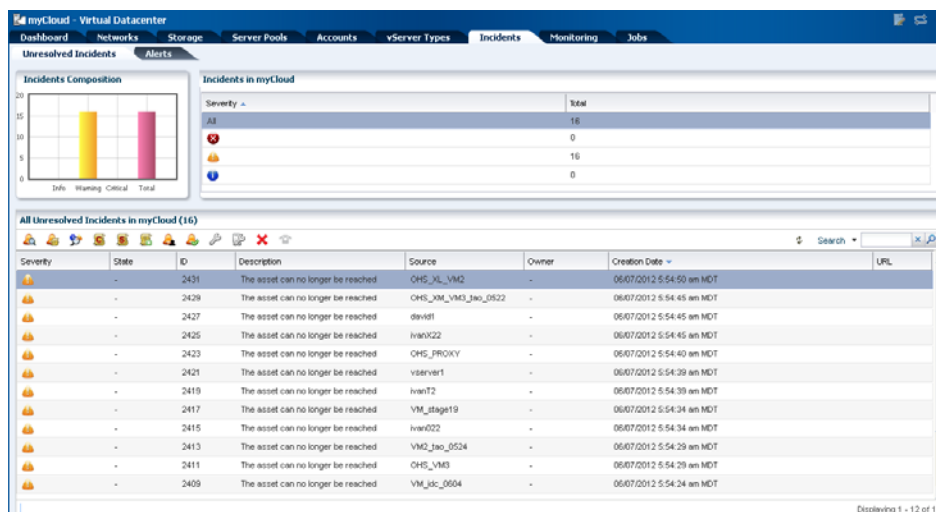 myCloud - Virtual Datacenter
Dashboard Networks Storage Server Pools Accounts vServer Types Incidents Monitoring Jobs
Unresolved Incidents Alerts
Incidents Composition
20
15
10
5
0
Info Warning Critical Total
Incidents in myCloud
Severity Total
All 16
0
16
0
All Unresolved Incidents in myCloud (16)
Search
Severity State ID Description Source Owner Creation Date URL
- 2431 The asset can no longer be reached OHS_XL_VM2 - 06/07/2012 5:54:50 am MDT
- 2429 The asset can no longer be reached OHS_XM_VM3_tao_0522 - 06/07/2012 5:54:45 am MDT
- 2427 The asset can no longer be reached david1 - 06/07/2012 5:54:45 am MDT
- 2425 The asset can no longer be reached ivanX22 - 06/07/2012 5:54:45 am MDT
- 2423 The asset can no longer be reached OHS_PROXY - 06/07/2012 5:54:40 am MDT
- 2421 The asset can no longer be reached vserver1 - 06/07/2012 5:54:39 am MDT
- 2419 The asset can no longer be reached ivanT2 - 06/07/2012 5:54:39 am MDT
- 2417 The asset can no longer be reached VM_stage19 - 06/07/2012 5:54:34 am MDT
- 2415 The asset can no longer be reached ivan022 - 06/07/2012 5:54:34 am MDT
- 2413 The asset can no longer be reached VM2_tao_0524 - 06/07/2012 5:54:29 am MDT
- 2411 The asset can no longer be reached OHS_VM3 - 06/07/2012 5:54:29 am MDT
- 2409 The asset can no longer be reached VM_idc_0604 - 06/07/2012 5:54:24 am MDT
Displaying 1 - 12 of 1